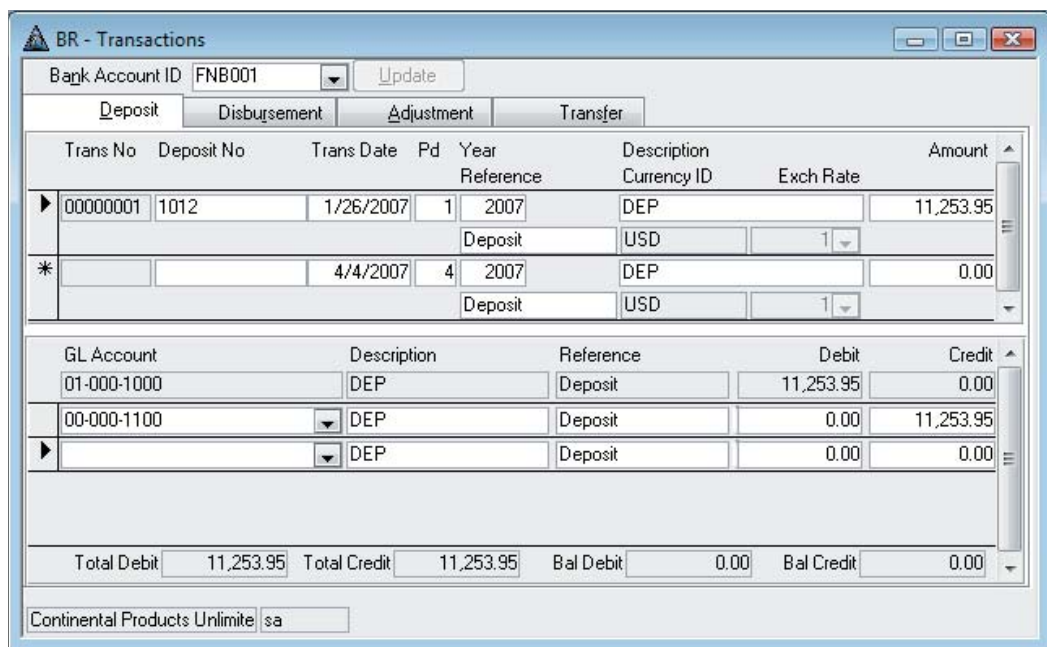 BR - Transactions
Bank Account ID FNB001 Update
Deposit Disbursement Adjustment Transfer
Trans No Deposit No Trans Date Pd Year Description Amount
Reference Currency ID Exch Rate
00000001 1012 1/26/2007 1 2007 DEP 11,253.95
Deposit USD 1
* 4/4/2007 4 2007 DEP 0.00
Deposit USD 1
GL Account Description Reference Debit Credit
01-000-1000 DEP Deposit 11,253.95 0.00
00-000-1100 DEP Deposit 0.00 11,253.95
DEP Deposit 0.00 0.00
Total Debit 11,253.95 Total Credit 11,253.95 Bal Debit 0.00 Bal Credit 0.00
Continental Products Unlimite sa